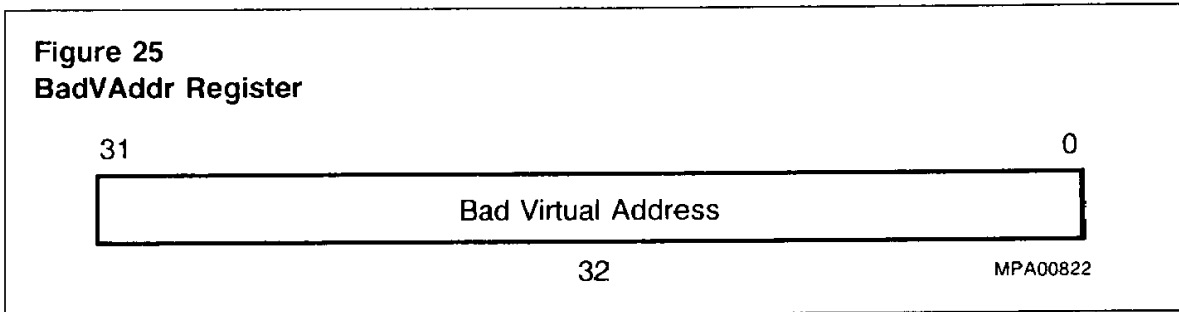 Figure 25
BadVAddr Register
31 0
Bad Virtual Address
32 MPA00822